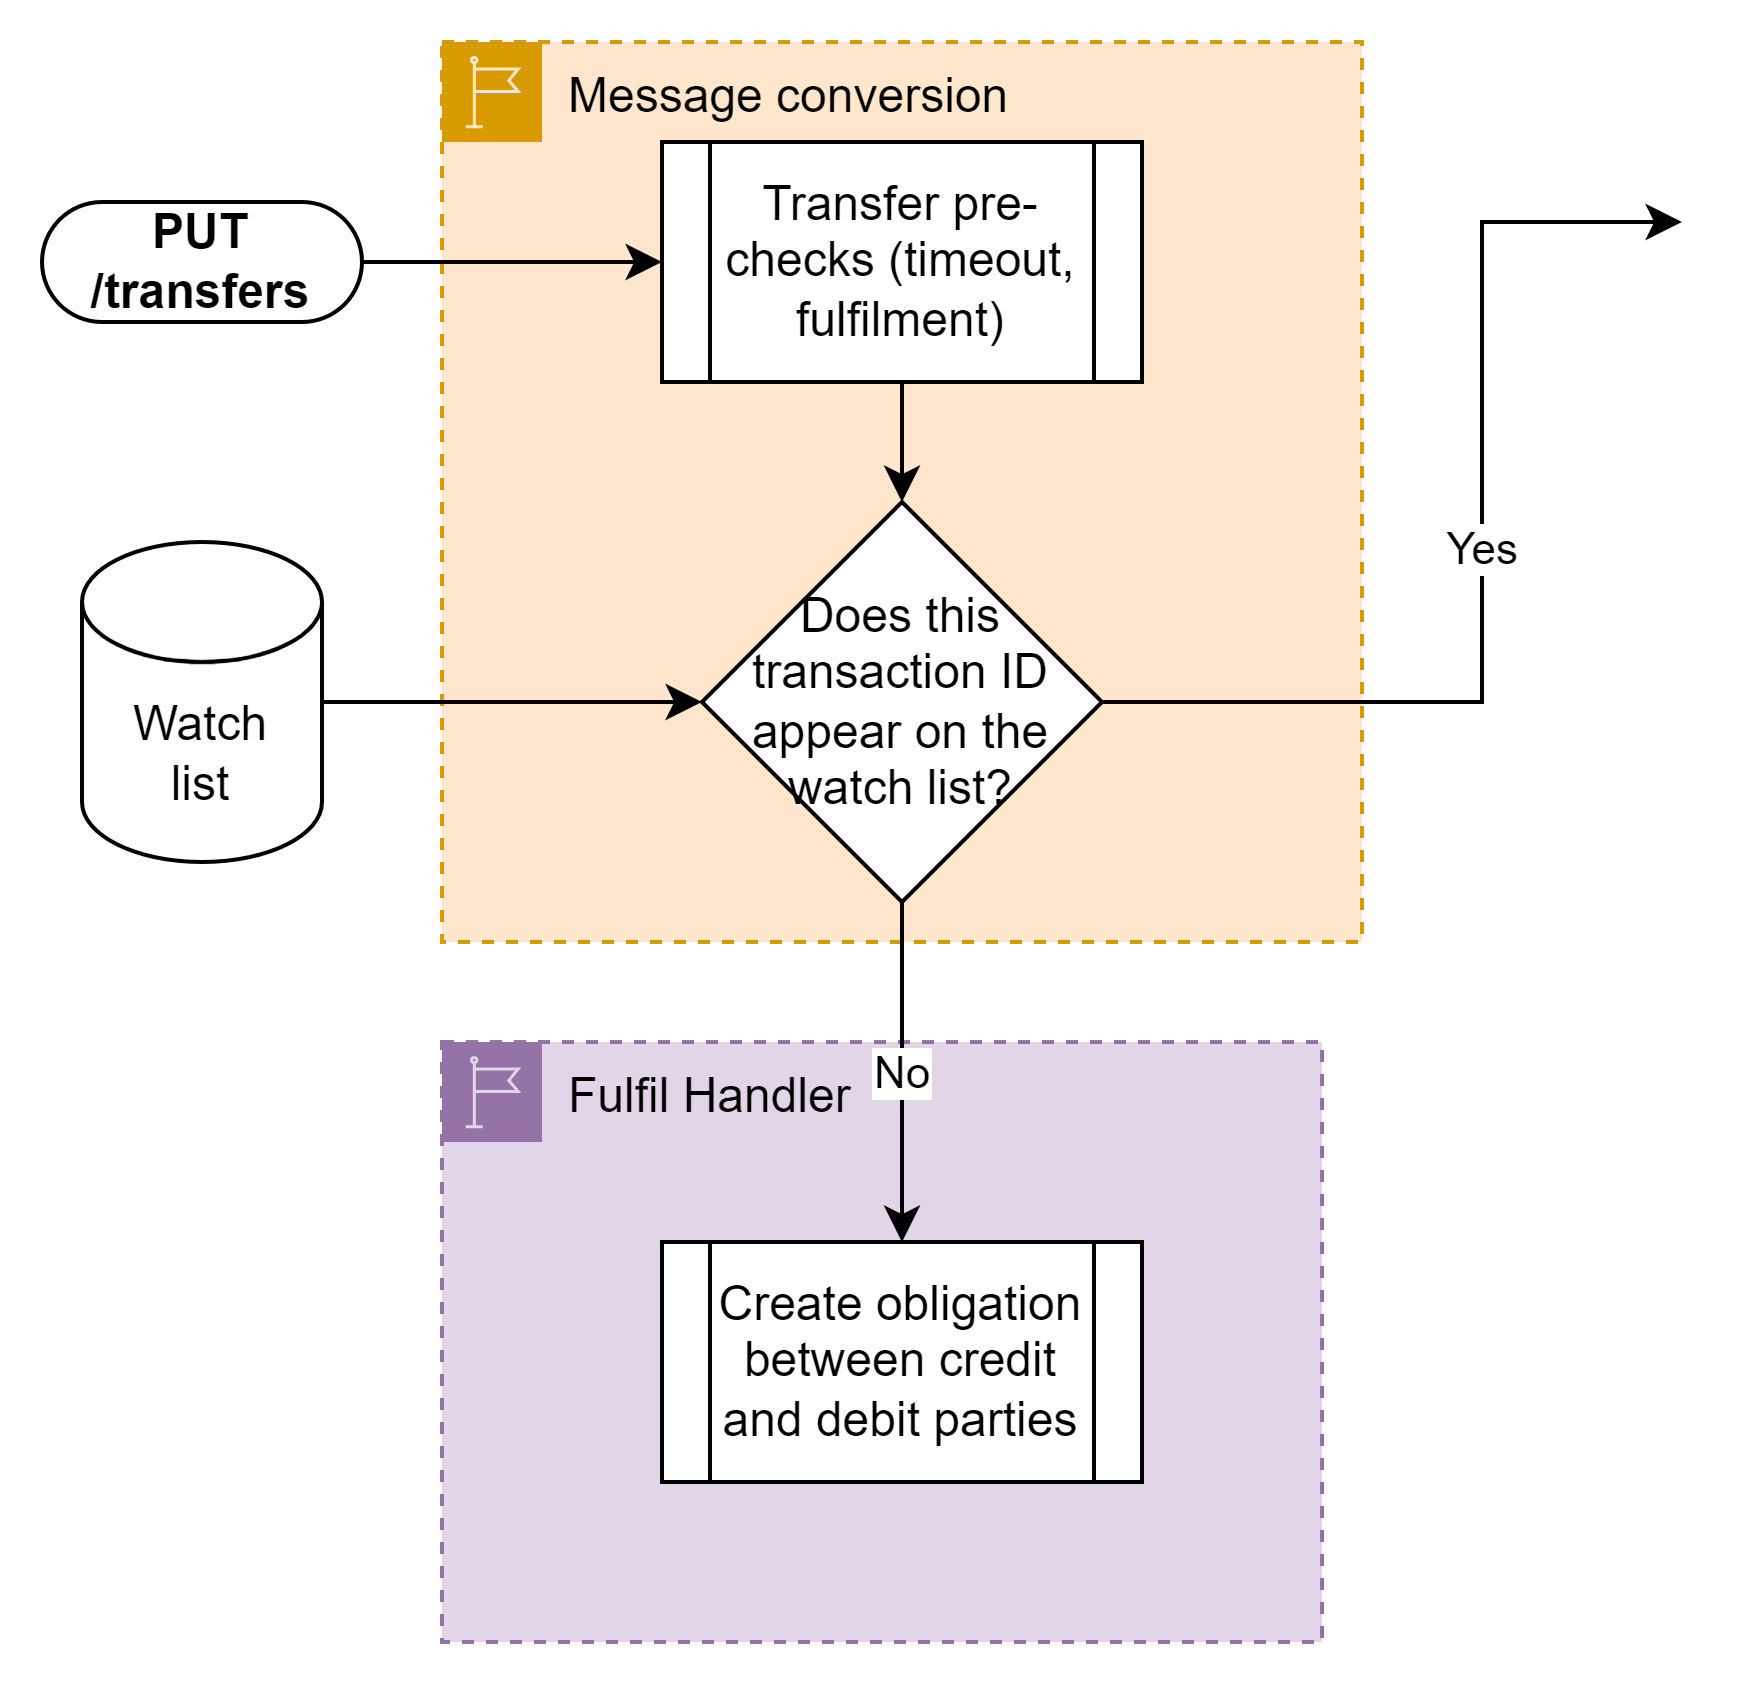 Message conversion
PUT
/transfers
Transfer pre-
checks (timeout,
fulfilment)
Yes
Watch
list
Does this
transaction ID
appear on the
watch list?
No
Fulfil Handler
Create obligation
between credit
and debit parties